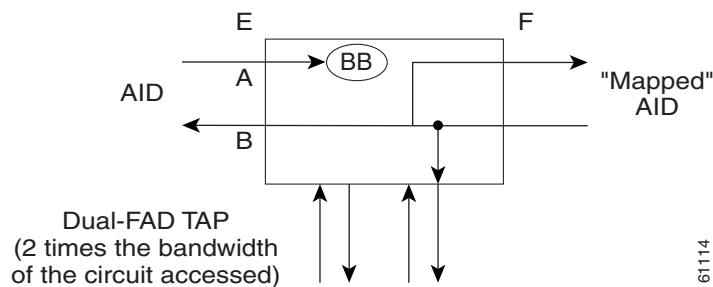 E
F
BB
A
AID
"Mapped"
AID
B
Dual-FAD TAP
(2 times the bandwidth
of the circuit accessed)
61114